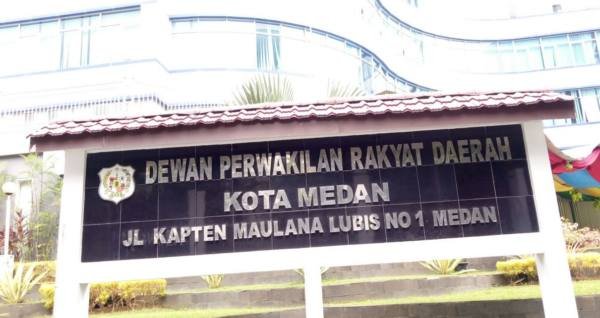 DEWAN PERWAKILAN RAKYAT DAERAH
KOTA MEDAN
JL KAPTEN MAULANA LUBIS NO 1 MEDAN